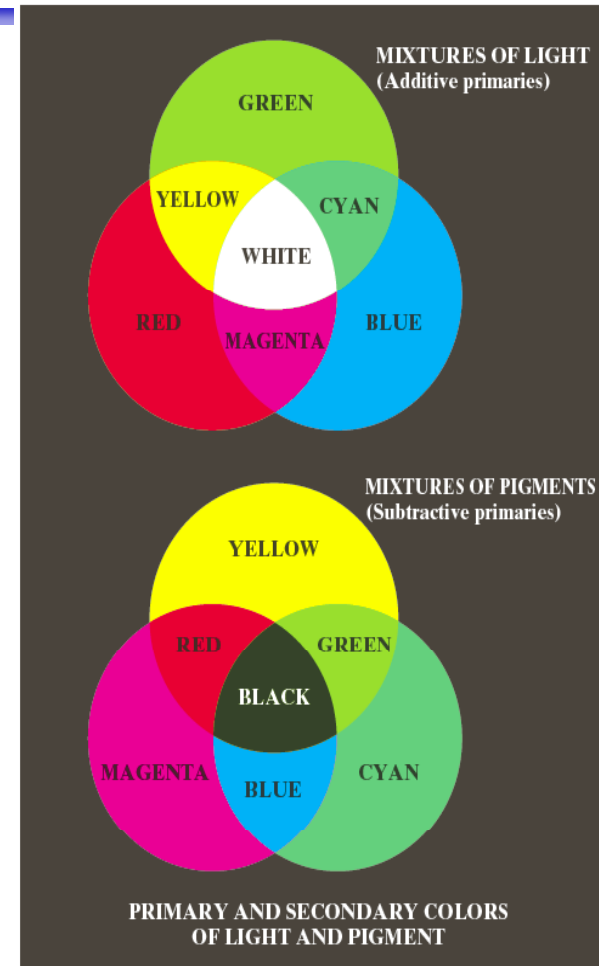 MIXTURES OF LIGHT
(Additive primaries)
GREEN
YELLOW
CYAN
WHITE
RED
BLUE
MAGENTA
MIXTURES OF PIGMENTS
(Subtractive primaries)
YELLOW
RED
GREEN
BLACK
MAGENTA
CYAN
BLUE
PRIMARY AND SECONDARY COLORS
OF LIGHT AND PIGMENT